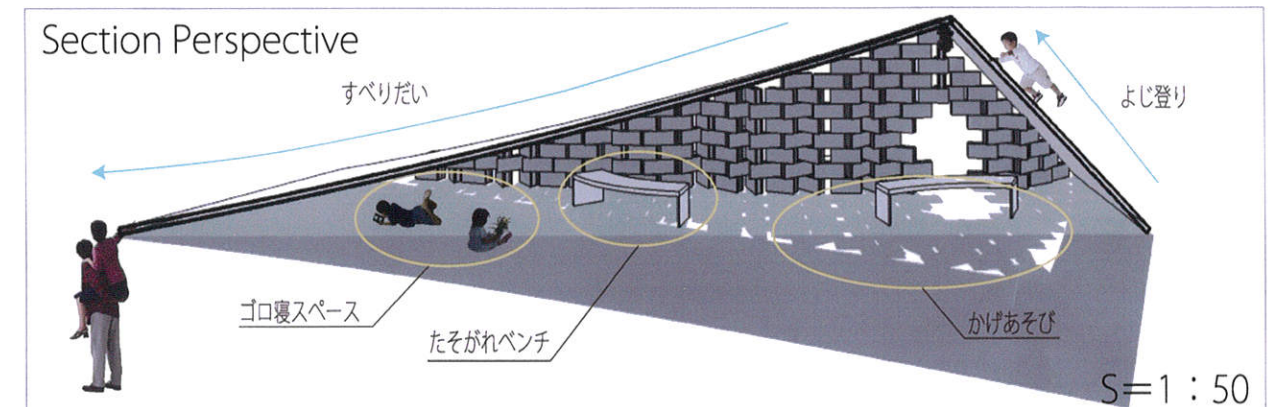 Section Perspective
すべりだい
よじ登り
ゴロ寝スペース
たそがれベンチ
かげあそび
S=1：50